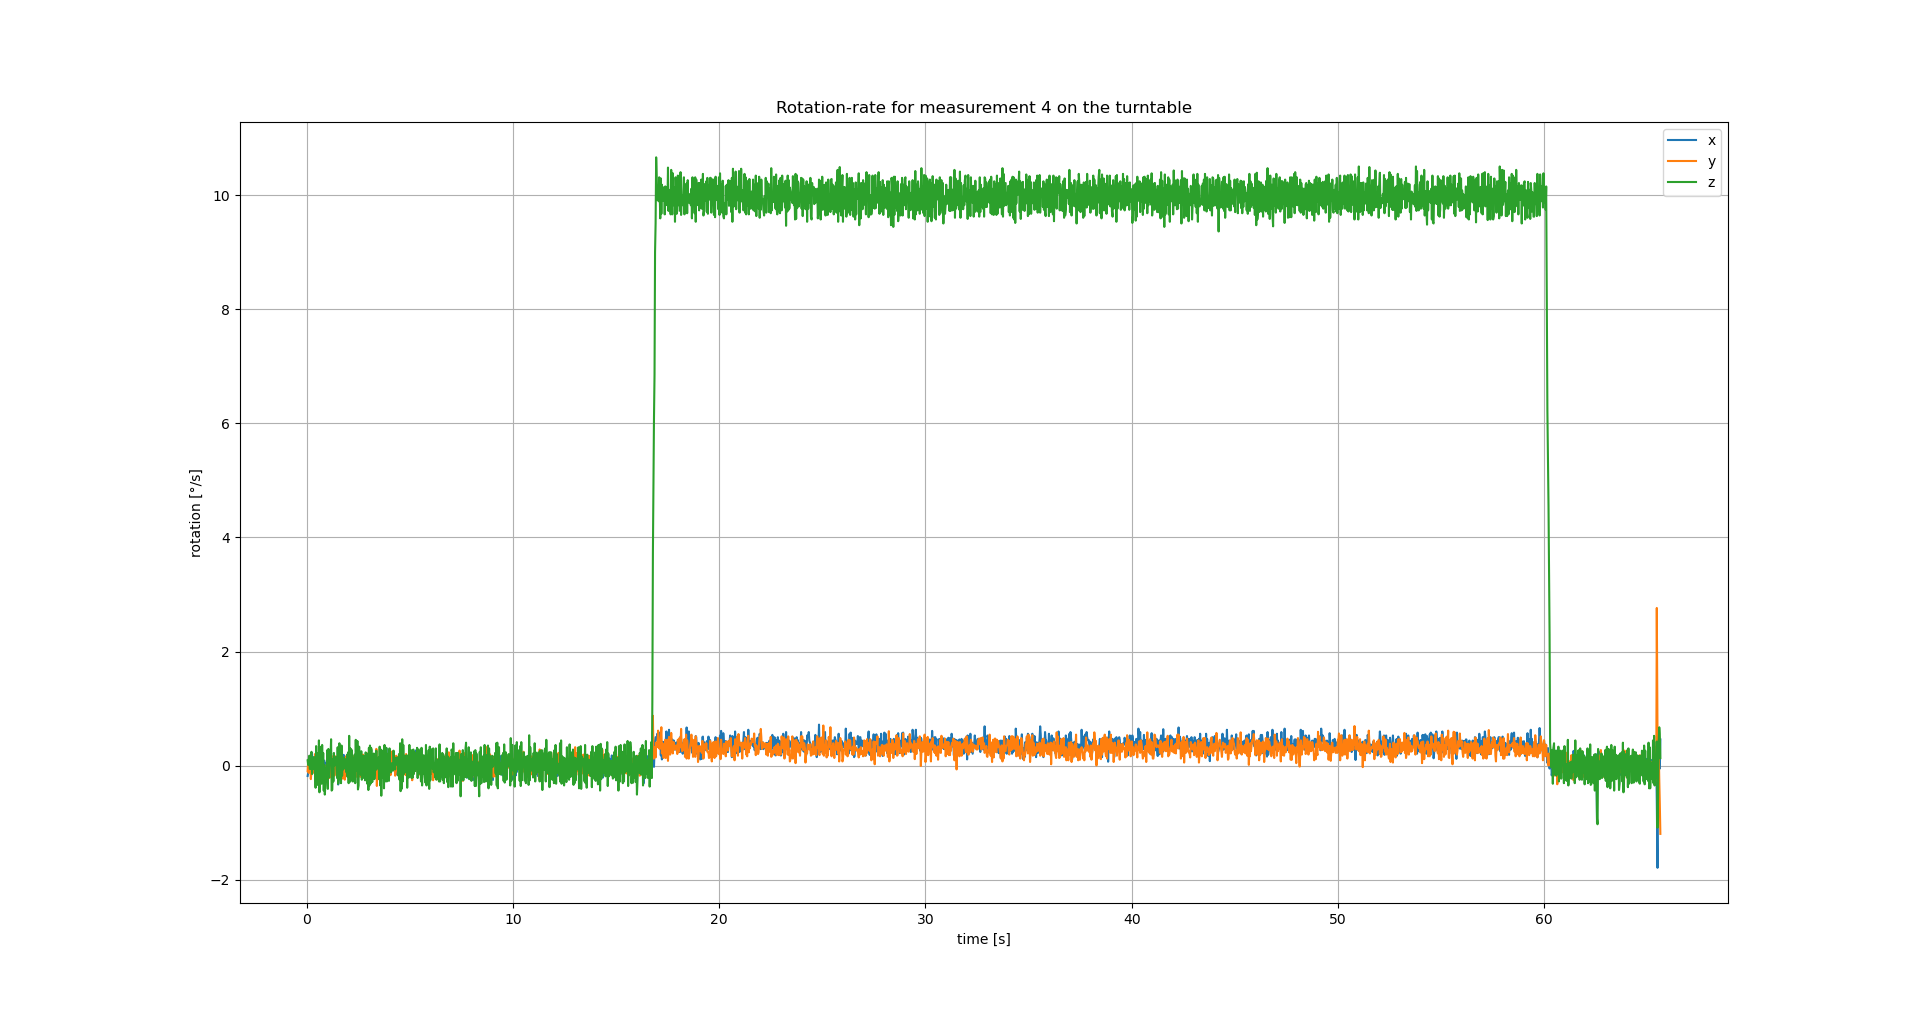 Rotation-rate for measurement 4 on the turntable
x
y
z
10
8
6
4
2
0
−2
rotation [°/s]
0 10 20 30 40 50 60
time [s]